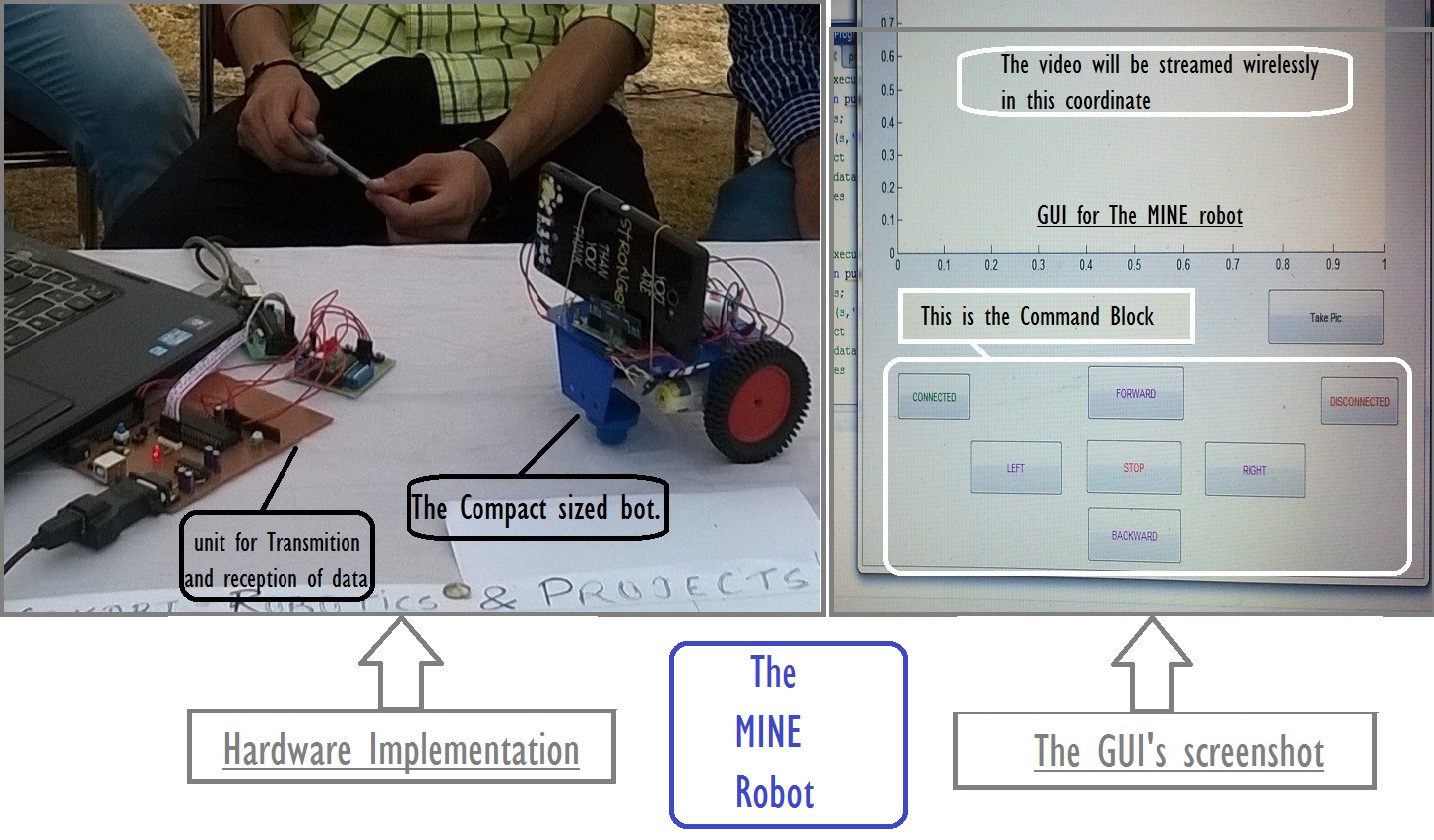 YOU ARE
STRONGER
THAN
YOU
THINK
unit for Transmition
and reception of data
The Compact sized bot.
ROBOTICS & PROJECTS
0.7
0.6
0.5
0.4
0.3
0.2
0.1
0
0 0.1 0.2 0.3 0.4 0.5 0.6 0.7 0.8 0.9 1
The video will be streamed wirelessly
in this coordinate
GUI for The MINE robot
This is the Command Block
Take Pic
CONNECTED FORWARD DISCONNECTED
LEFT STOP RIGHT
BACKWARD
data
data
Hardware Implementation
The
MINE
Robot
The GUI's screenshot